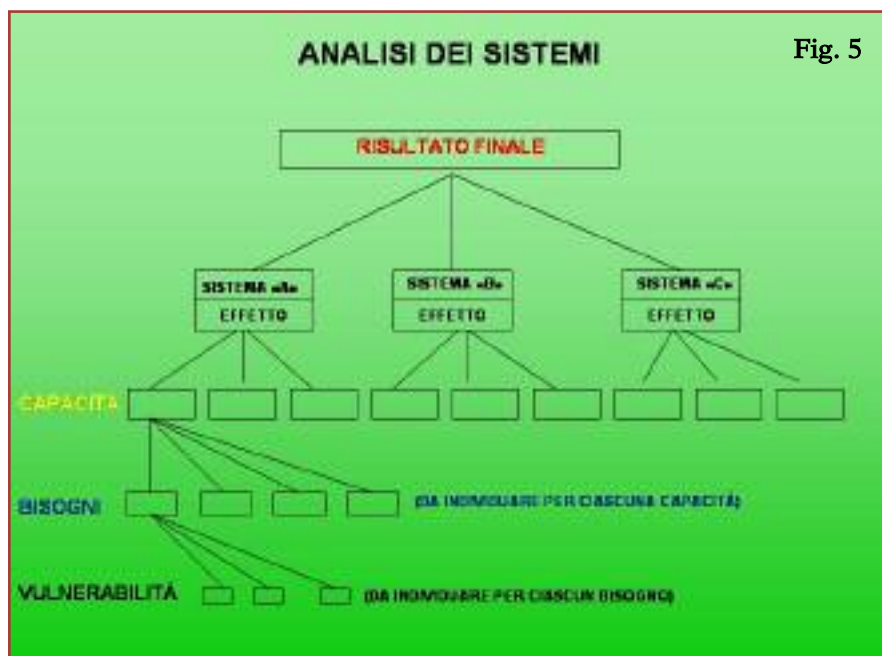 ANALISI DEI SISTEMI
Fig. 5
RISULTATO FINALE
SISTEMA «A»
EFFETTO
SISTEMA «B»
EFFETTO
SISTEMA «C»
EFFETTO
CAPACITÀ
BISOGNI
(DA INDIVIDUARE PER CIASCUNA CAPACITÀ)
VULNERABILITÀ
(DA INDIVIDUARE PER CIASCUN BISOGNO)